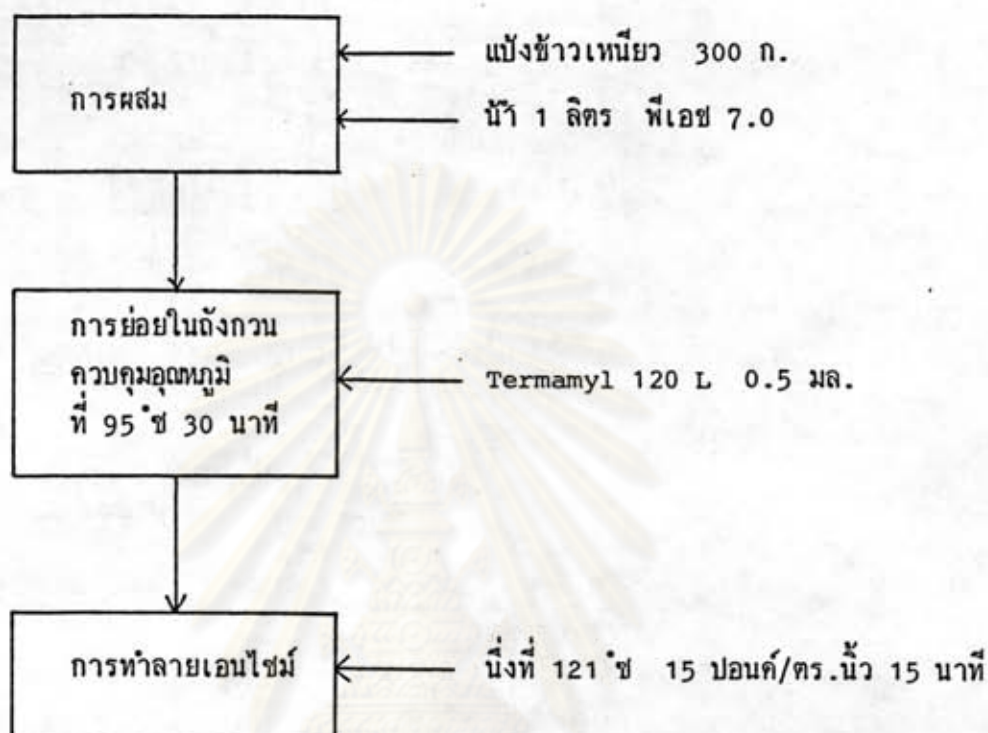 แป้งข้าวเหนียว 300 ก.
การผสม
น้ำ 1 ลิตร พีเอช 7.0
การย่อยในถังกวน
ควบคุมอุณหภูมิ
ที่ 95 ํซ 30 นาที
Termamyl 120 L 0.5 มล.
การทำลายเอนไซม์
นึ่งที่ 121 ํซ 15 ปอนด์/ตร.นิ้ว 15 นาที